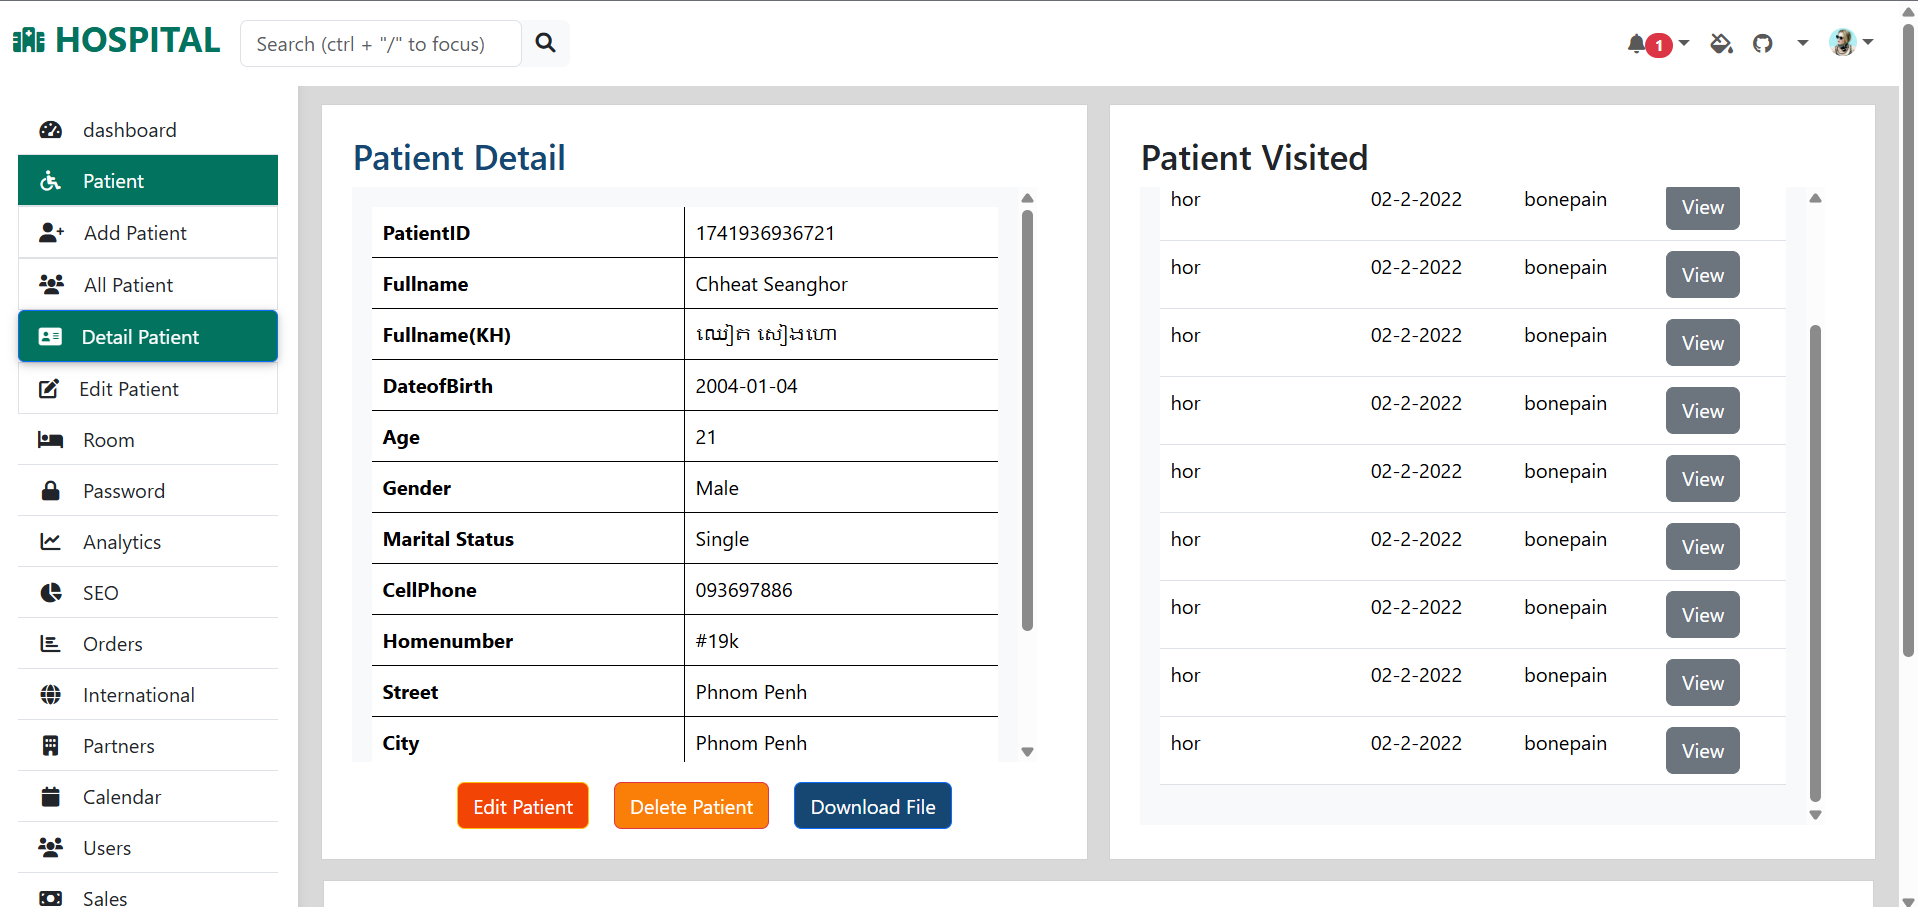 HOSPITAL
Search (ctrl + "/" to focus)
1
dashboard
Patient
Add Patient
All Patient
Detail Patient
Edit Patient
Room
Password
Analytics
SEO
Orders
International
Partners
Calendar
Users
Sales
Patient Detail
PatientID 1741936936721
Fullname Chheat Seanghor
Fullname(KH) ឈៀត សៀងហោ
DateofBirth 2004-01-04
Age 21
Gender Male
Marital Status Single
CellPhone 093697886
Homenumber #19k
Street Phnom Penh
City Phnom Penh
Edit Patient Delete Patient Download File
Patient Visited
hor 02-2-2022 bonepain View
hor 02-2-2022 bonepain View
hor 02-2-2022 bonepain View
hor 02-2-2022 bonepain View
hor 02-2-2022 bonepain View
hor 02-2-2022 bonepain View
hor 02-2-2022 bonepain View
hor 02-2-2022 bonepain View
hor 02-2-2022 bonepain View